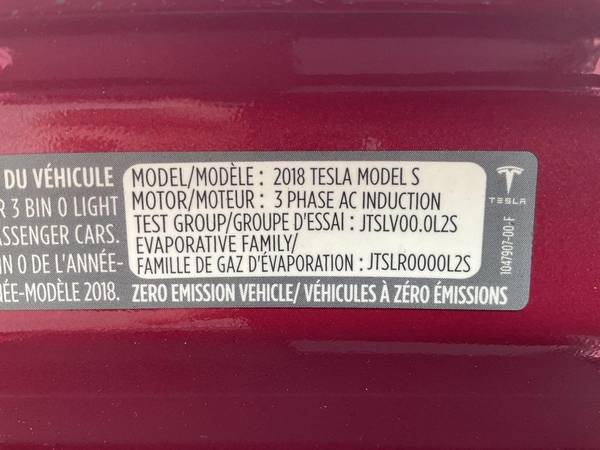 DU VÉHICULE
R 3 BIN 0 LIGHT
ASSENGER CARS.
IN 0 DE L'ANNÉE-
ÉE-MODÈLE 2018.
MODEL/MODÈLE : 2018 TESLA MODEL S
MOTOR/MOTEUR : 3 PHASE AC INDUCTION
TEST GROUP/GROUPE D'ESSAI : JTSLV00.0L2S
EVAPORATIVE FAMILY/
FAMILLE DE GAZ D'ÉVAPORATION : JTSLR0000L2S
ZERO EMISSION VEHICLE/ VÉHICULES À ZÉRO ÉMISSIONS
TESLA
1047907-00-F